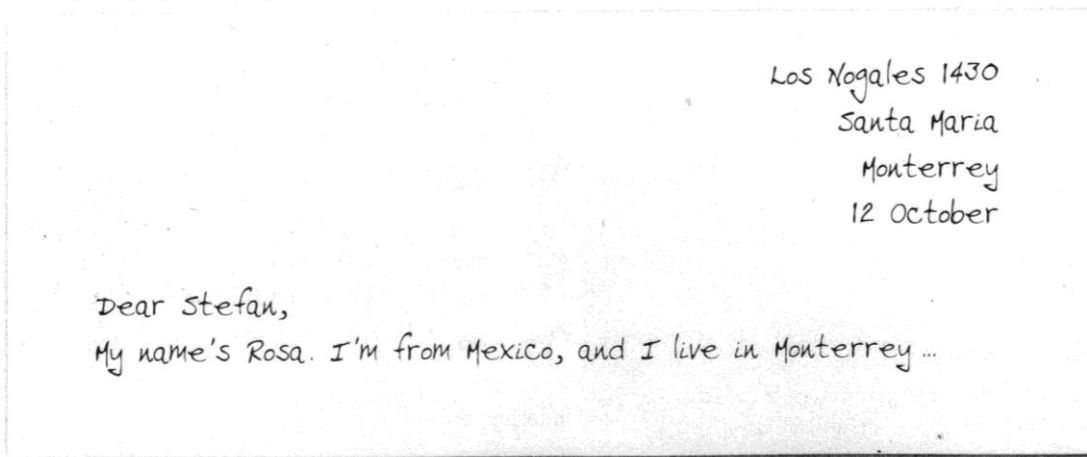 Los Nogales 1430
Santa Maria
Monterrey
12 October
Dear Stefan,
My name's Rosa. I'm from Mexico, and I live in Monterrey ...